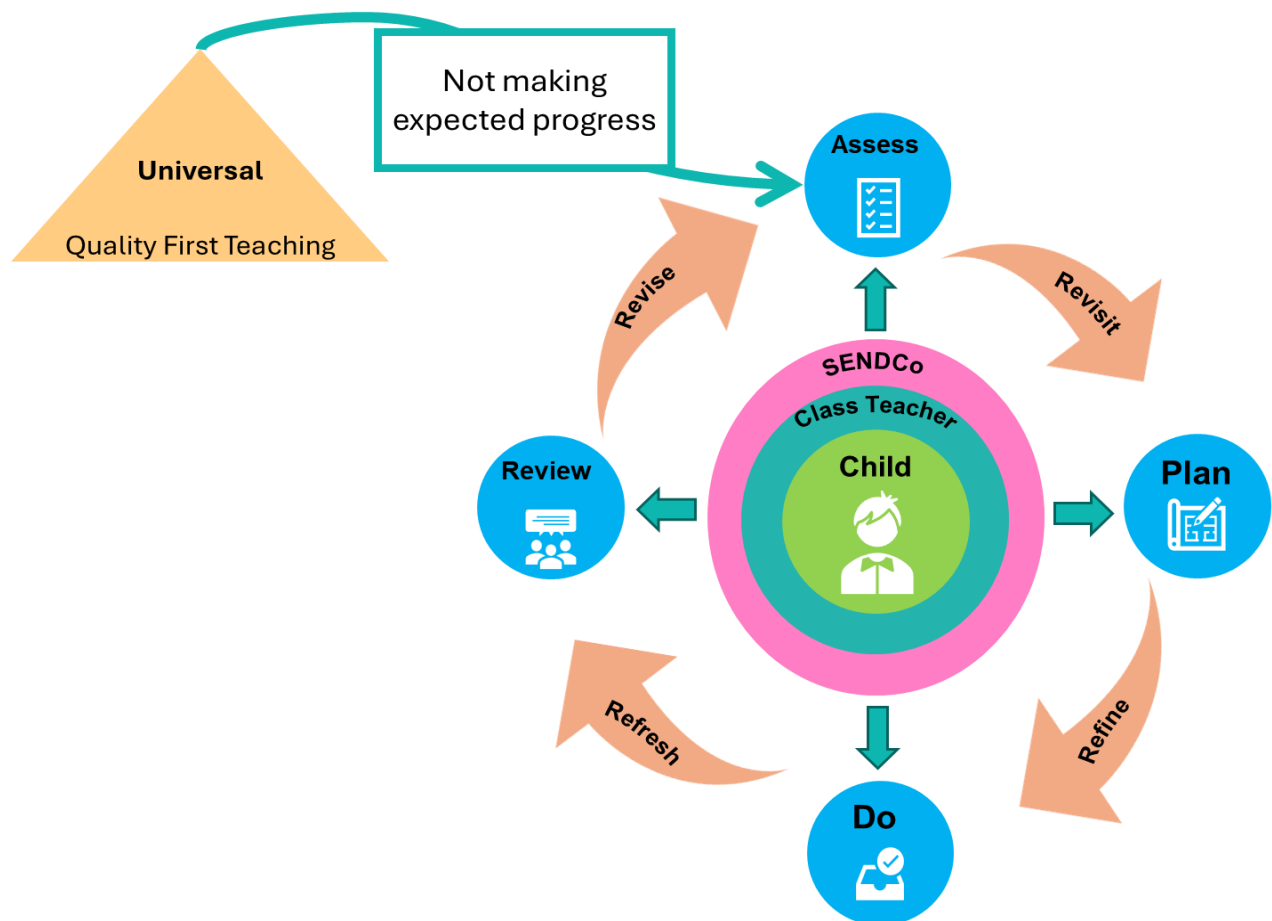 Not making
expected progress
Universal
Quality First Teaching
Assess
Revise
Revisit
SENDCo
Class Teacher
Child
Review
Plan
Refresh
Refine
Do